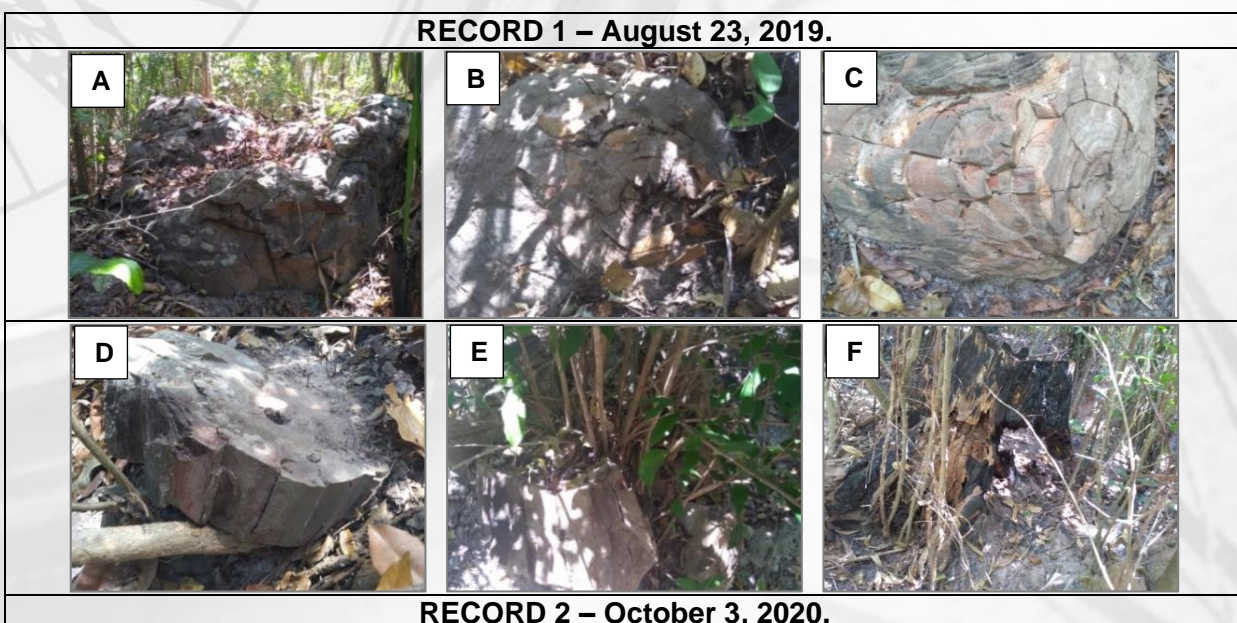 RECORD 1 – August 23, 2019.
A
B
C
D
E
F
RECORD 2 – October 3, 2020.